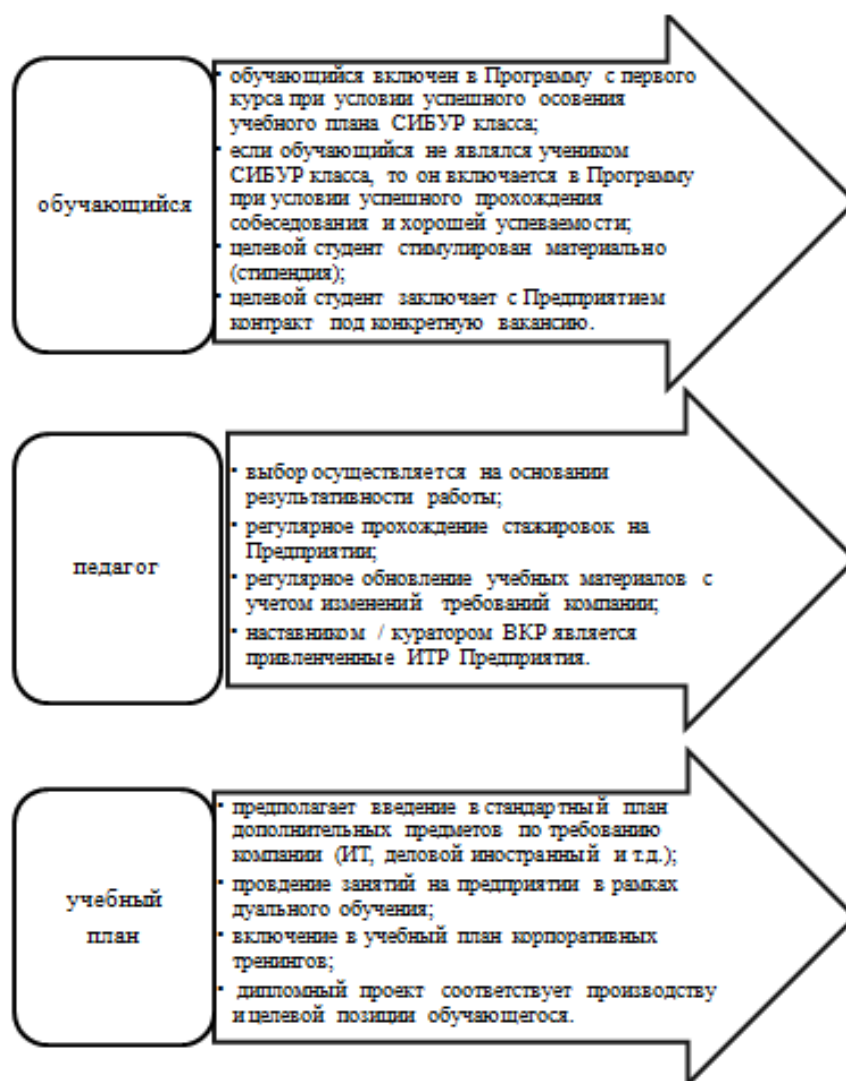 обучающийся
• обучающийся включен в Программу с первого
курса при условии успешного осовения
учебного плана СИБУР класса;
• если обучающийся не являлся учеником
СИБУР класса, то он включается в Программу
при условии успешного прохождения
собеседования и хорошей успеваемости;
• целевой студент стимулирован материально
(стипендия);
• целевой студент заключает с Предприятием
контракт под конкретную вакансию.
педагог
• выбор осуществляется на основании
результативности работы;
• регулярное прохождение стажировок на
Предприятии;
• регулярное обновление учебных материалов с
учетом изменений требований компании;
• наставником / куратором ВКР является
привленченные ИТР Предприятия.
учебный
план
• предполагает введение в стандартный план
дополнительных предметов по требованию
компании (ИТ, деловой иностранный и т.д.);
• провдение занятий на предприятии в рамках
дуального обучения;
• включение в учебный план корпоративных
тренингов;
• дипломный проект соответствует производству
и целевой позиции обучающегося.